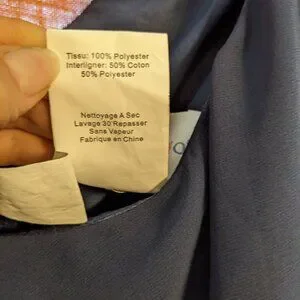 Tissu: 100% Polyester
Interligner: 50% Coton
50% Polyester
Nettoyage A Sec
Lavage 30 Repasser
Sans Vapeur
Fabrique en Chine